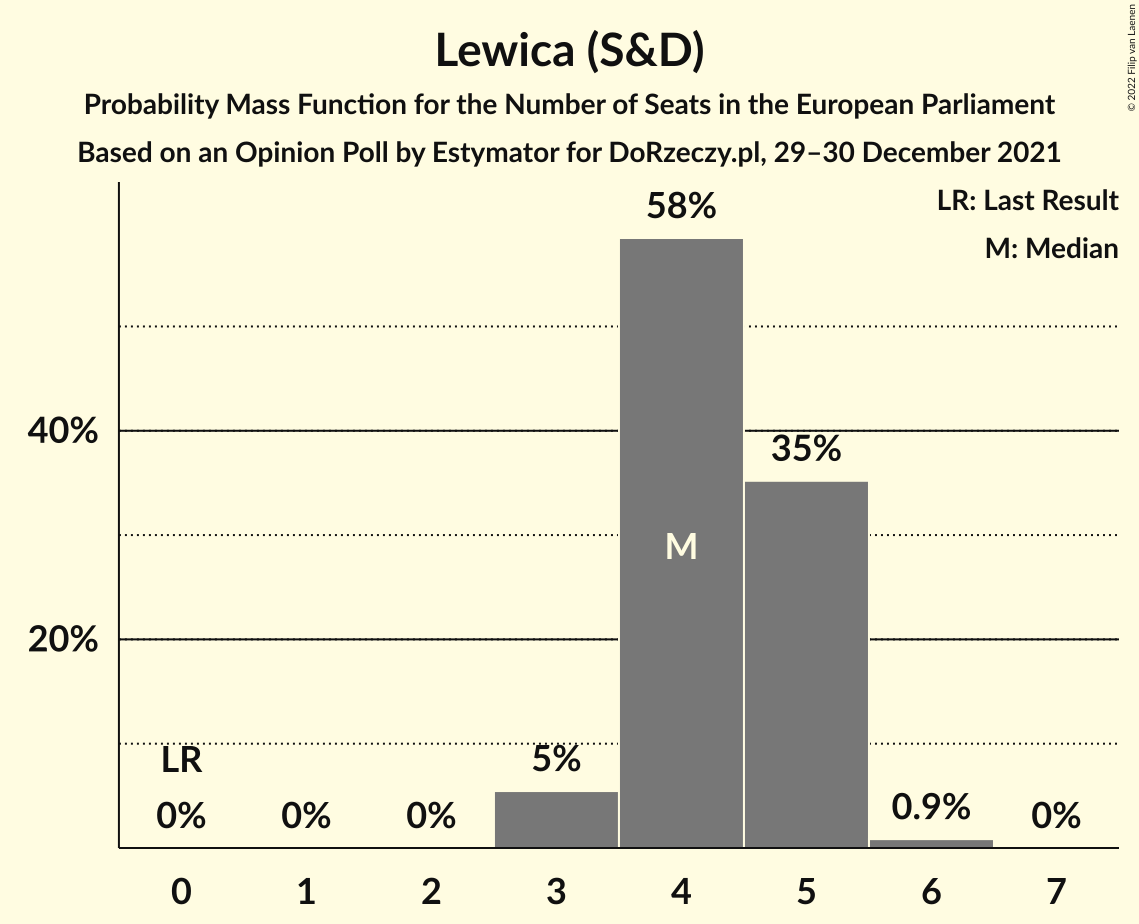 Lewica (S&D)
Probability Mass Function for the Number of Seats in the European Parliament
Based on an Opinion Poll by Estymator for DoRzeczy.pl, 29–30 December 2021
© 2022 Filip van Laenen
LR: Last Result
M: Median
58%
40%
35%
M
20%
LR
5%
0%
0%
0%
0.9%
0%
0
1
2
3
4
5
6
7